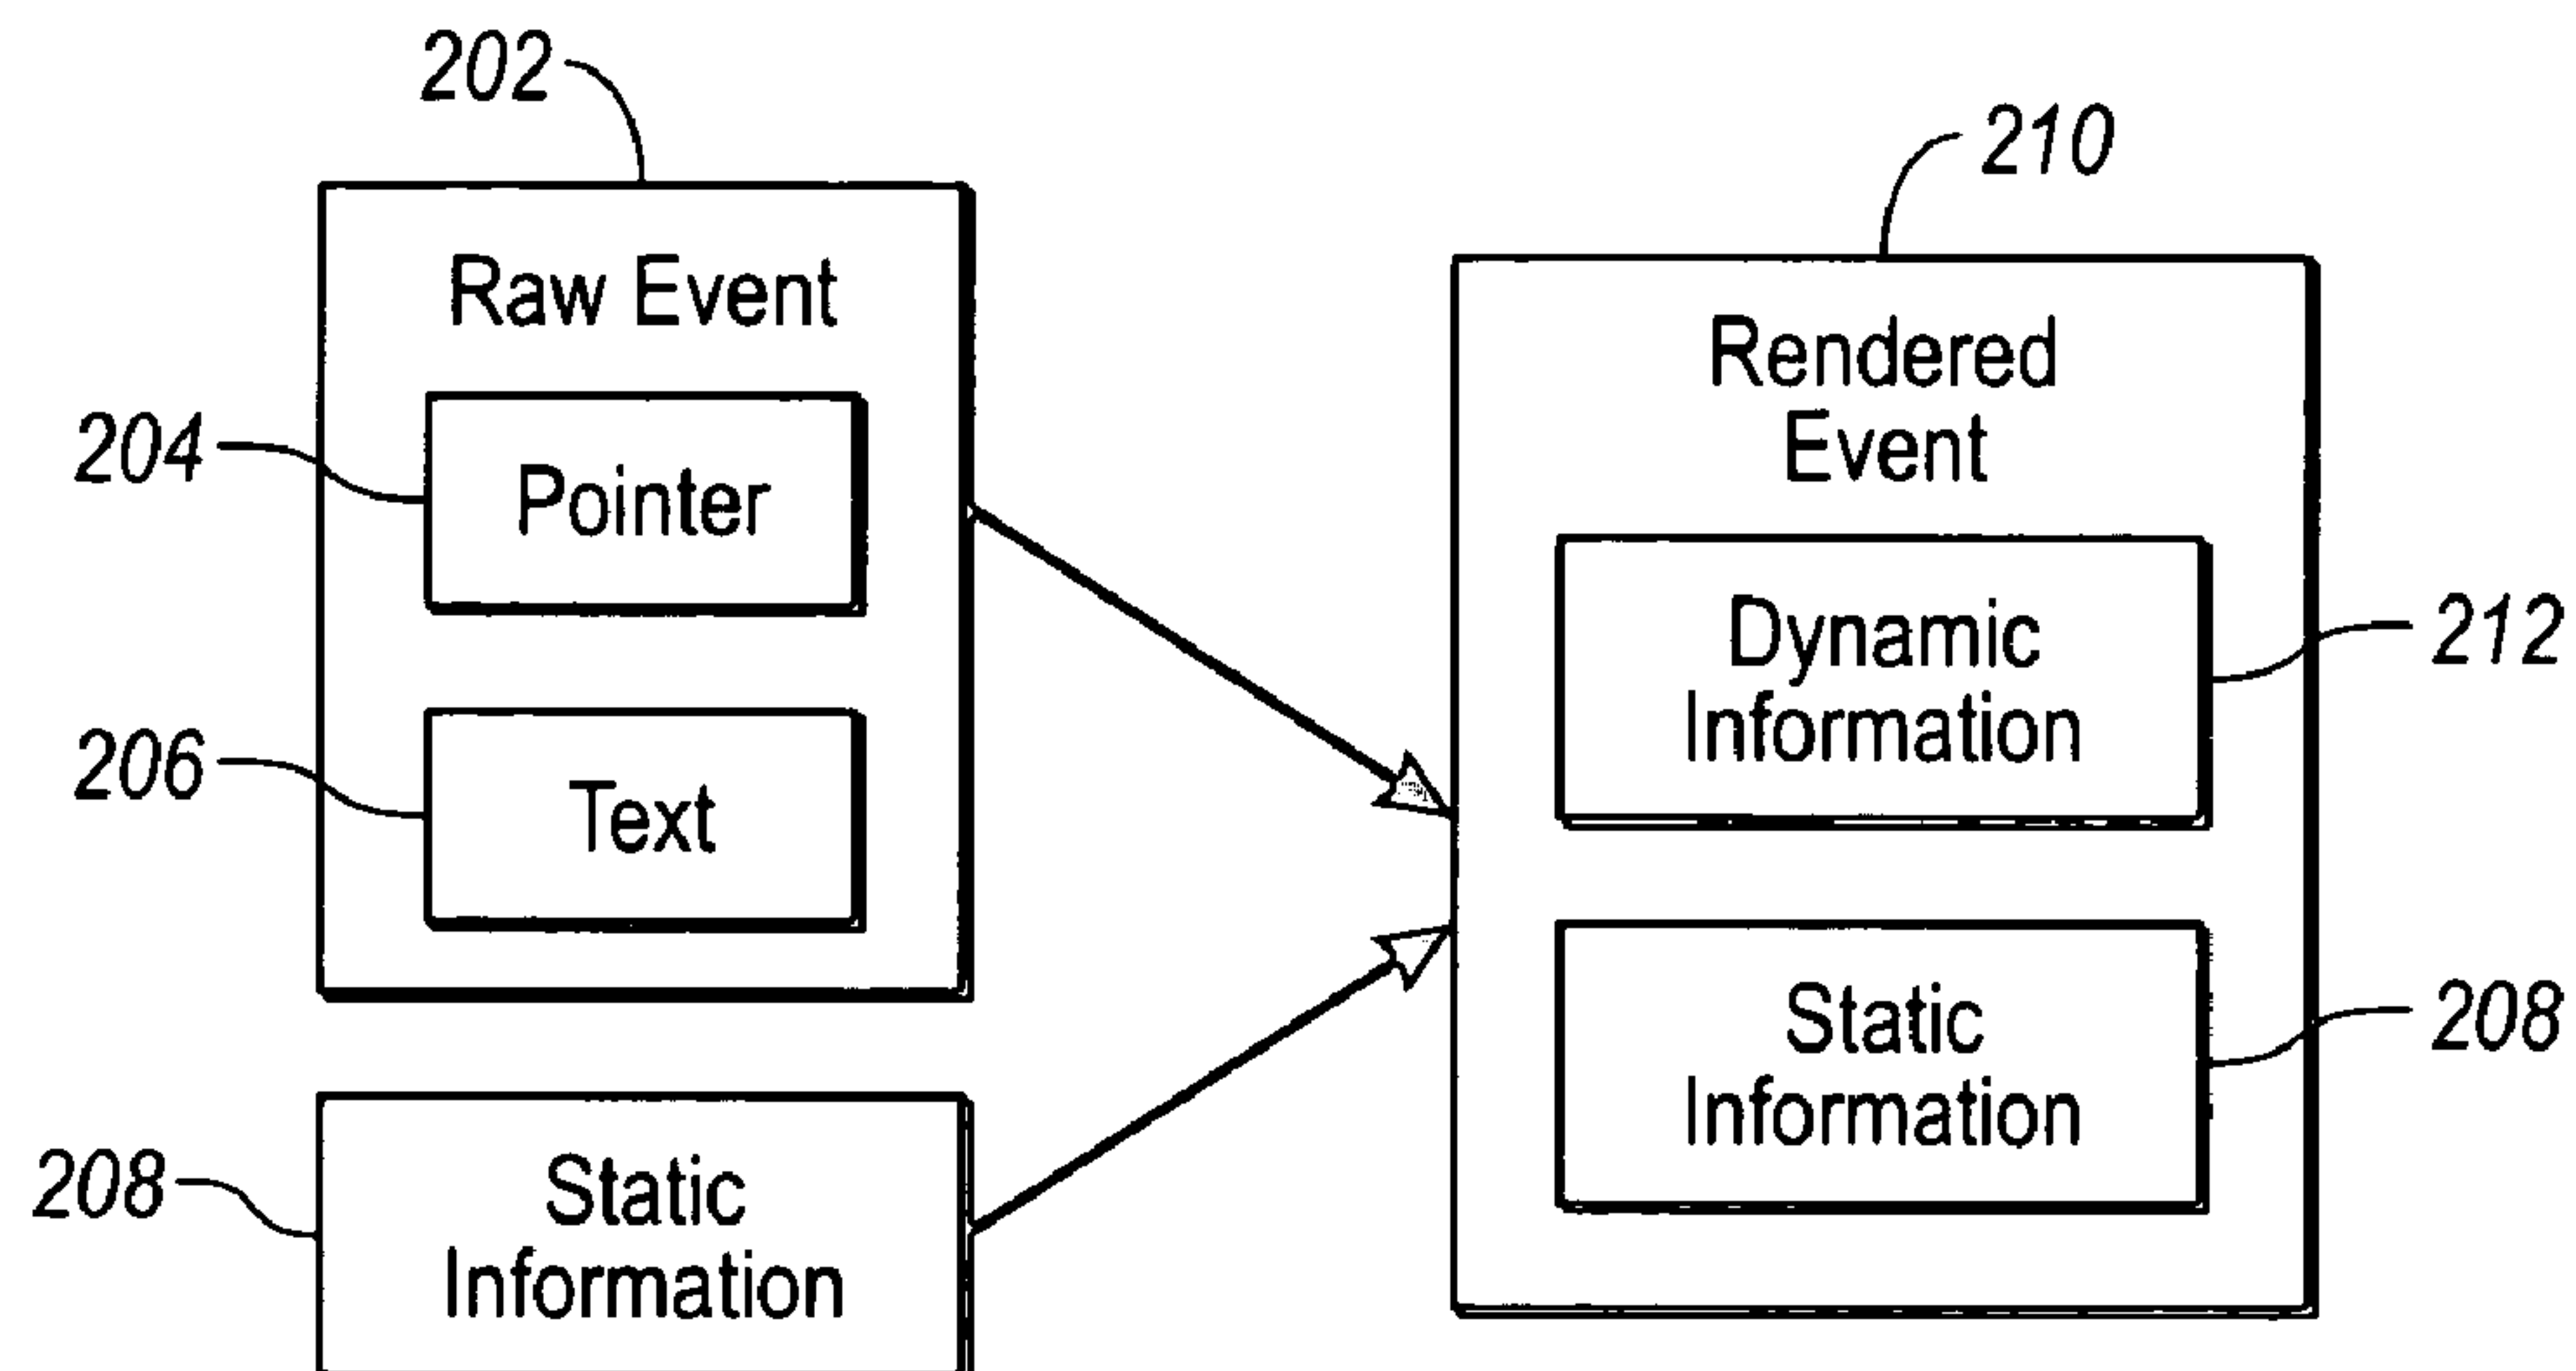 202
210
Raw Event
Rendered
Event
204
Pointer
Dynamic
Information
212
206
Text
Static
Information
208
208
Static
Information